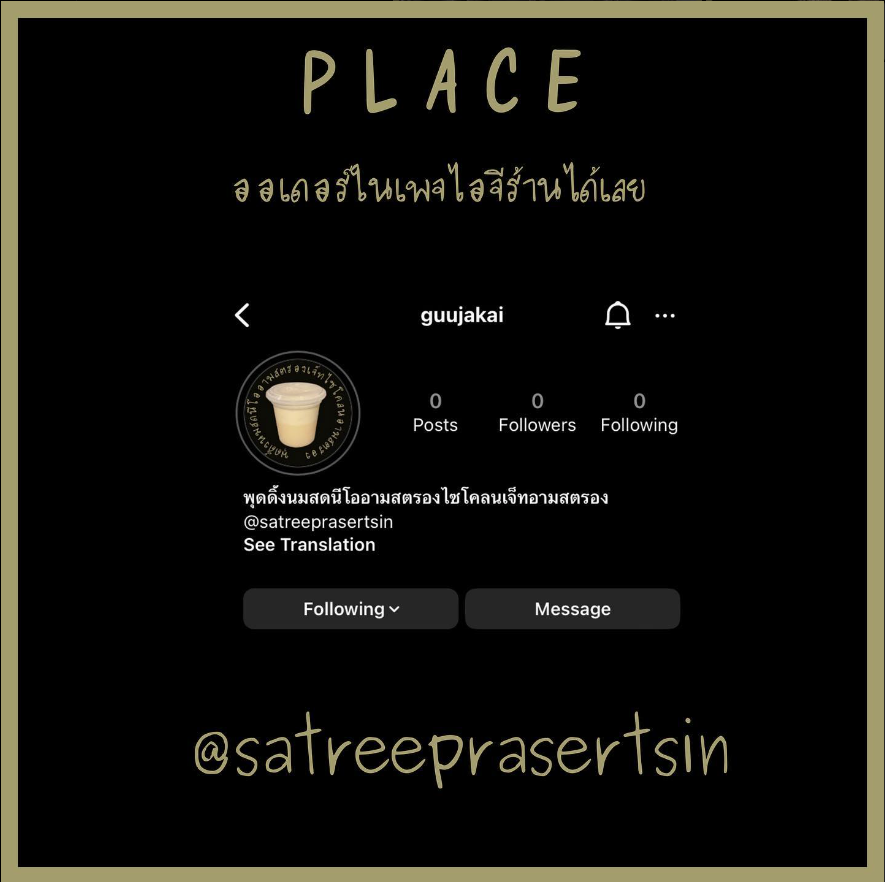 PLACE
ออเดอร์ในเพจไอจีร้านได้เลย
guujakai
0 0 0
Posts Followers Following
พุดดิ้งนมสดนีโออามสตรองไซโคลนเจ็ทอามสตรอง
@satreeprasertsin
See Translation
Following Message
@satreeprasertsin